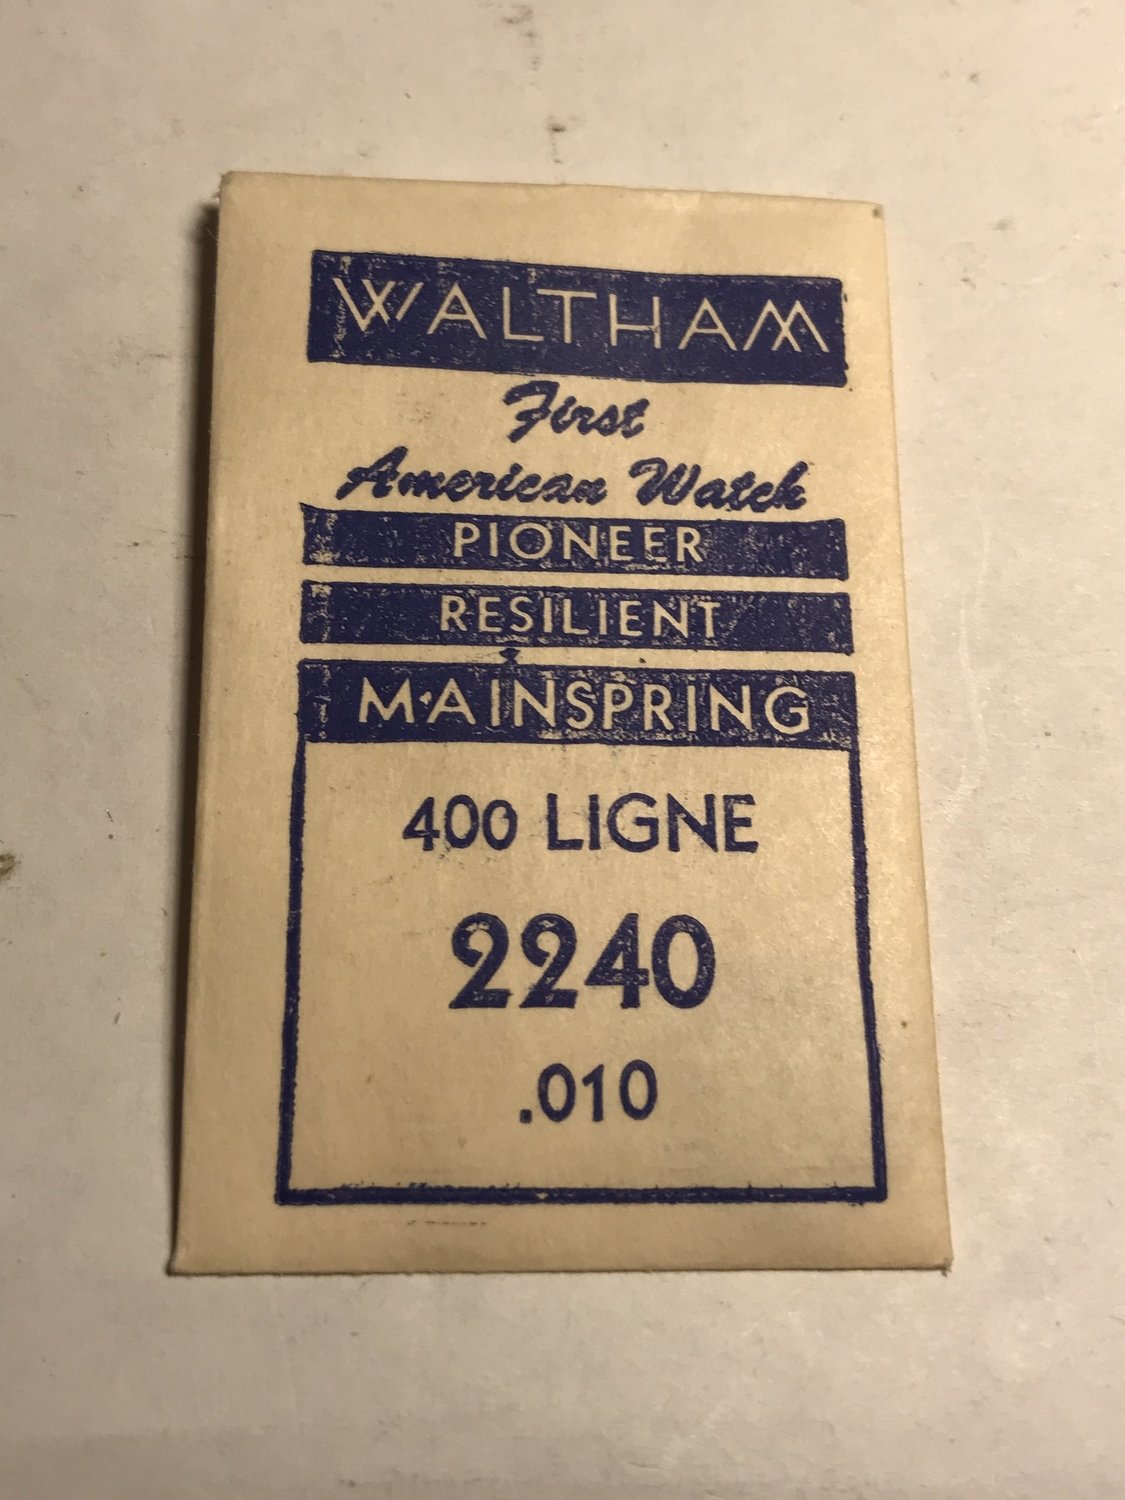 WALTHAM
First
American Watch
PIONEER
RESILIENT
MAINSPRING
400 LIGNE
2240
.010